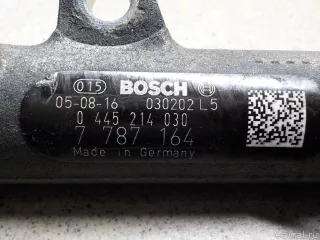 015 BOSCH
05-08-16 030202 L5
0 445 214 030
7 787 164
Made in Germany